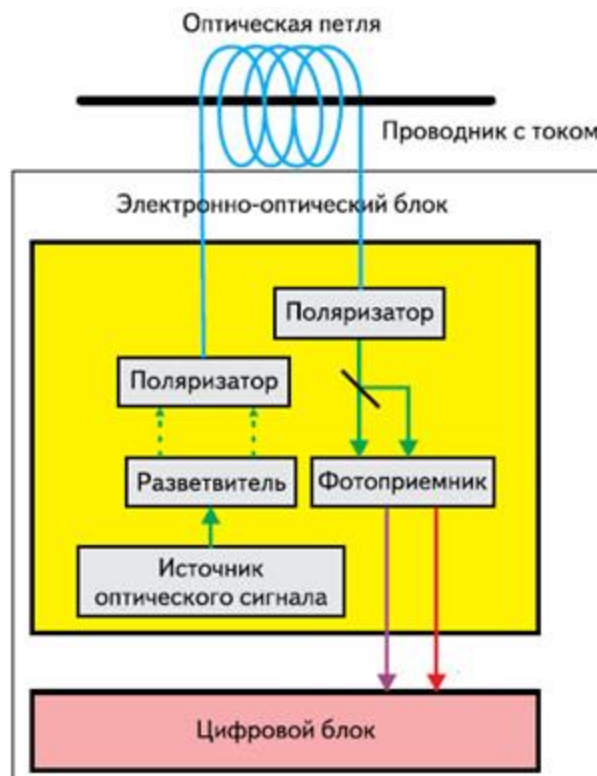 Оптическая петля
Проводник с током
Электронно-оптический блок
Поляризатор
Поляризатор
Разветвитель
Фотоприемник
Источник
оптического сигнала
Цифровой блок